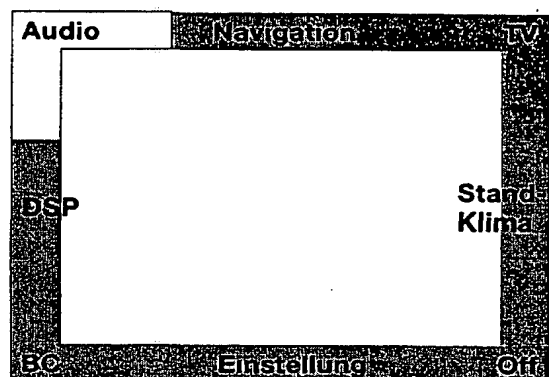 Audio Navigation TV
DSP
Stand-
Klima
BC Einstellung Off